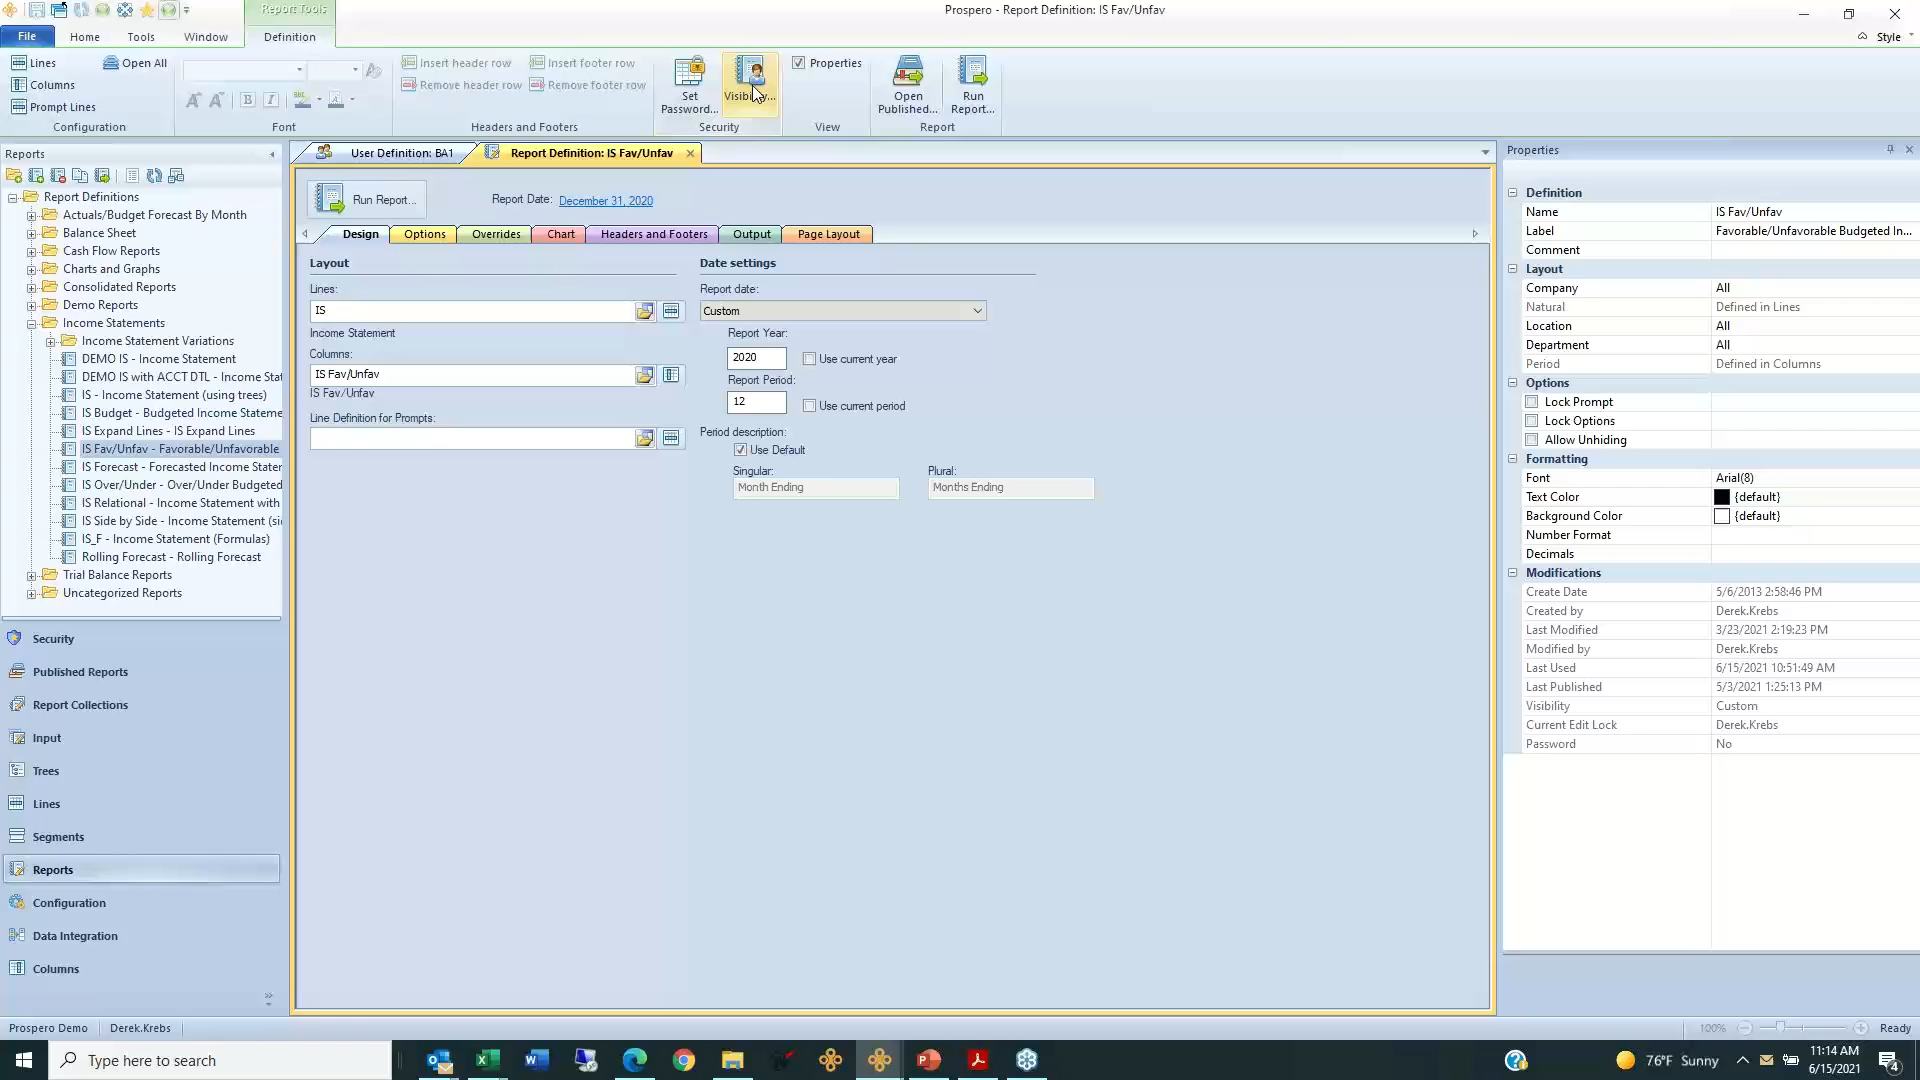 Report Tools
Prospero - Report Definition: IS Fav/Unfav
File
Home
Tools
Window
Definition
Style
Lines
Open All
Columns
Prompt Lines
Configuration
Font
Insert header row
Insert footer row
Remove header row
Remove footer row
Headers and Footers
Set
Password...
Security
Properties
View
Open
Published...
Run
Report...
Report
Reports
User Definition: BA1
Report Definition: IS Fav/Unfav
Properties
Report Definitions
Actuals/Budget Forecast By Month
Balance Sheet
Cash Flow Reports
Charts and Graphs
Consolidated Reports
Demo Reports
Income Statements
Income Statement Variations
DEMO IS - Income Statement
DEMO IS with ACCT DTL - Income Stat
IS - Income Statement (using trees)
IS Budget - Budgeted Income Stateme
IS Expand Lines - IS Expand Lines
IS Fav/Unfav - Favorable/Unfavorable
IS Forecast - Forecasted Income Stater
IS Over/Under - Over/Under Budgeted
IS Relational - Income Statement with
IS Side by Side - Income Statement (si
IS_F - Income Statement (Formulas)
Rolling Forecast - Rolling Forecast
Trial Balance Reports
Uncategorized Reports
Security
Published Reports
Report Collections
Input
Trees
Lines
Segments
Reports
Configuration
Data Integration
Columns
Run Report...
Report Date: December 31, 2020
Design
Options
Overrides
Chart
Headers and Footers
Output
Page Layout
Layout
Lines:
IS
Income Statement
Columns:
IS Fav/Unfav
IS Fav/Unfav
Line Definition for Prompts:
Date settings
Report date:
Custom
Report Year:
2020
Use current year
Report Period:
12
Use current period
Period description:
Use Default
Singular:
Plural:
Month Ending
Months Ending
Definition
Name IS Fav/Unfav
Label Favorable/Unfavorable Budgeted In...
Comment
Layout
Company All
Natural Defined in Lines
Location All
Department All
Period Defined in Columns
Options
Lock Prompt
Lock Options
Allow Unhiding
Formatting
Font Arial(8)
Text Color {default}
Background Color {default}
Number Format
Decimals
Modifications
Create Date 5/6/2013 2:58:46 PM
Created by Derek.Krebs
Last Modified 3/23/2021 2:19:23 PM
Modified by Derek.Krebs
Last Used 6/15/2021 10:51:49 AM
Last Published 5/3/2021 1:25:13 PM
Visibility Custom
Current Edit Lock Derek.Krebs
Password No
Prospero Demo
Derek.Krebs
100%
Ready
Type here to search
76°F Sunny
11:14 AM
6/15/2021
4